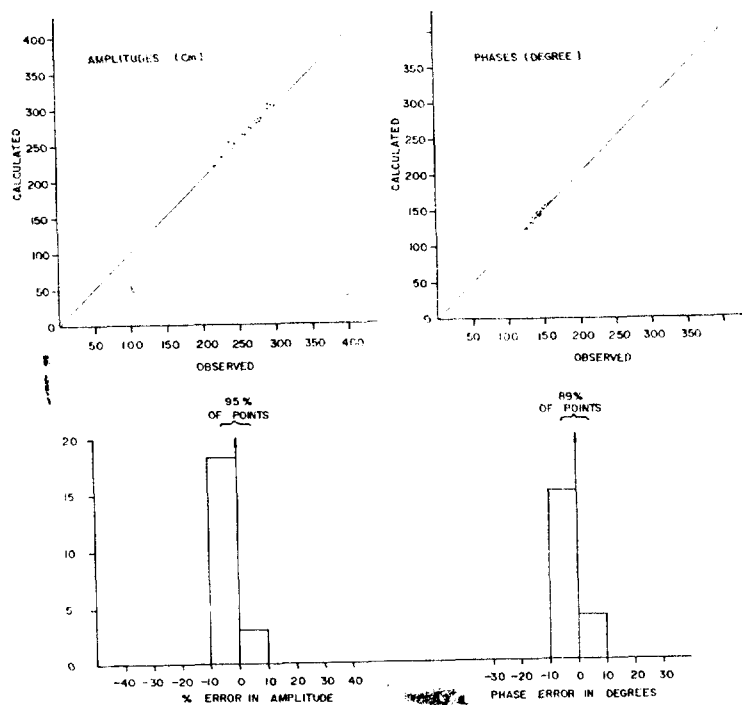 AMPLITUDES (Cm)
400
350
300
250
200
150
100
50
0
CALCULATED
50 100 150 200 250 300 350 400
OBSERVED
PHASES (DEGREE)
350
300
250
200
150
100
50
0
CALCULATED
50 100 150 200 250 300 350
OBSERVED
95%
OF POINTS
20
15
10
5
0
-40 -30 -20 -10 0 10 20 30 40
% ERROR IN AMPLITUDE
89%
OF POINTS
-30 -20 -10 0 10 20 30
PHASE ERROR IN DEGREES